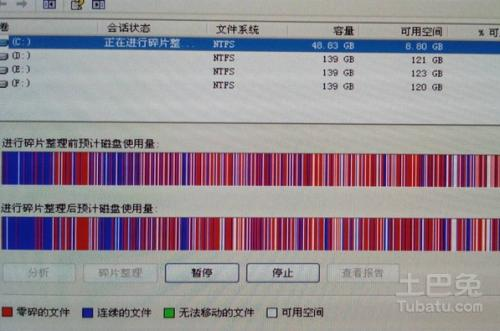 卷 会话状态 文件系统 容量 可用空间 % 可
(C:) 正在进行碎片整... NTFS 48.83 GB 8.80 GB
(D:) NTFS 139 GB 121 GB
(E:) NTFS 139 GB 123 GB
(F:) NTFS 139 GB 120 GB
进行碎片整理前预计磁盘使用量:
进行碎片整理后预计磁盘使用量:
分析 碎片整理 暂停 停止 查看报告
零碎的文件 连续的文件 无法移动的文件 可用空间
土巴兔
Tubatu.com